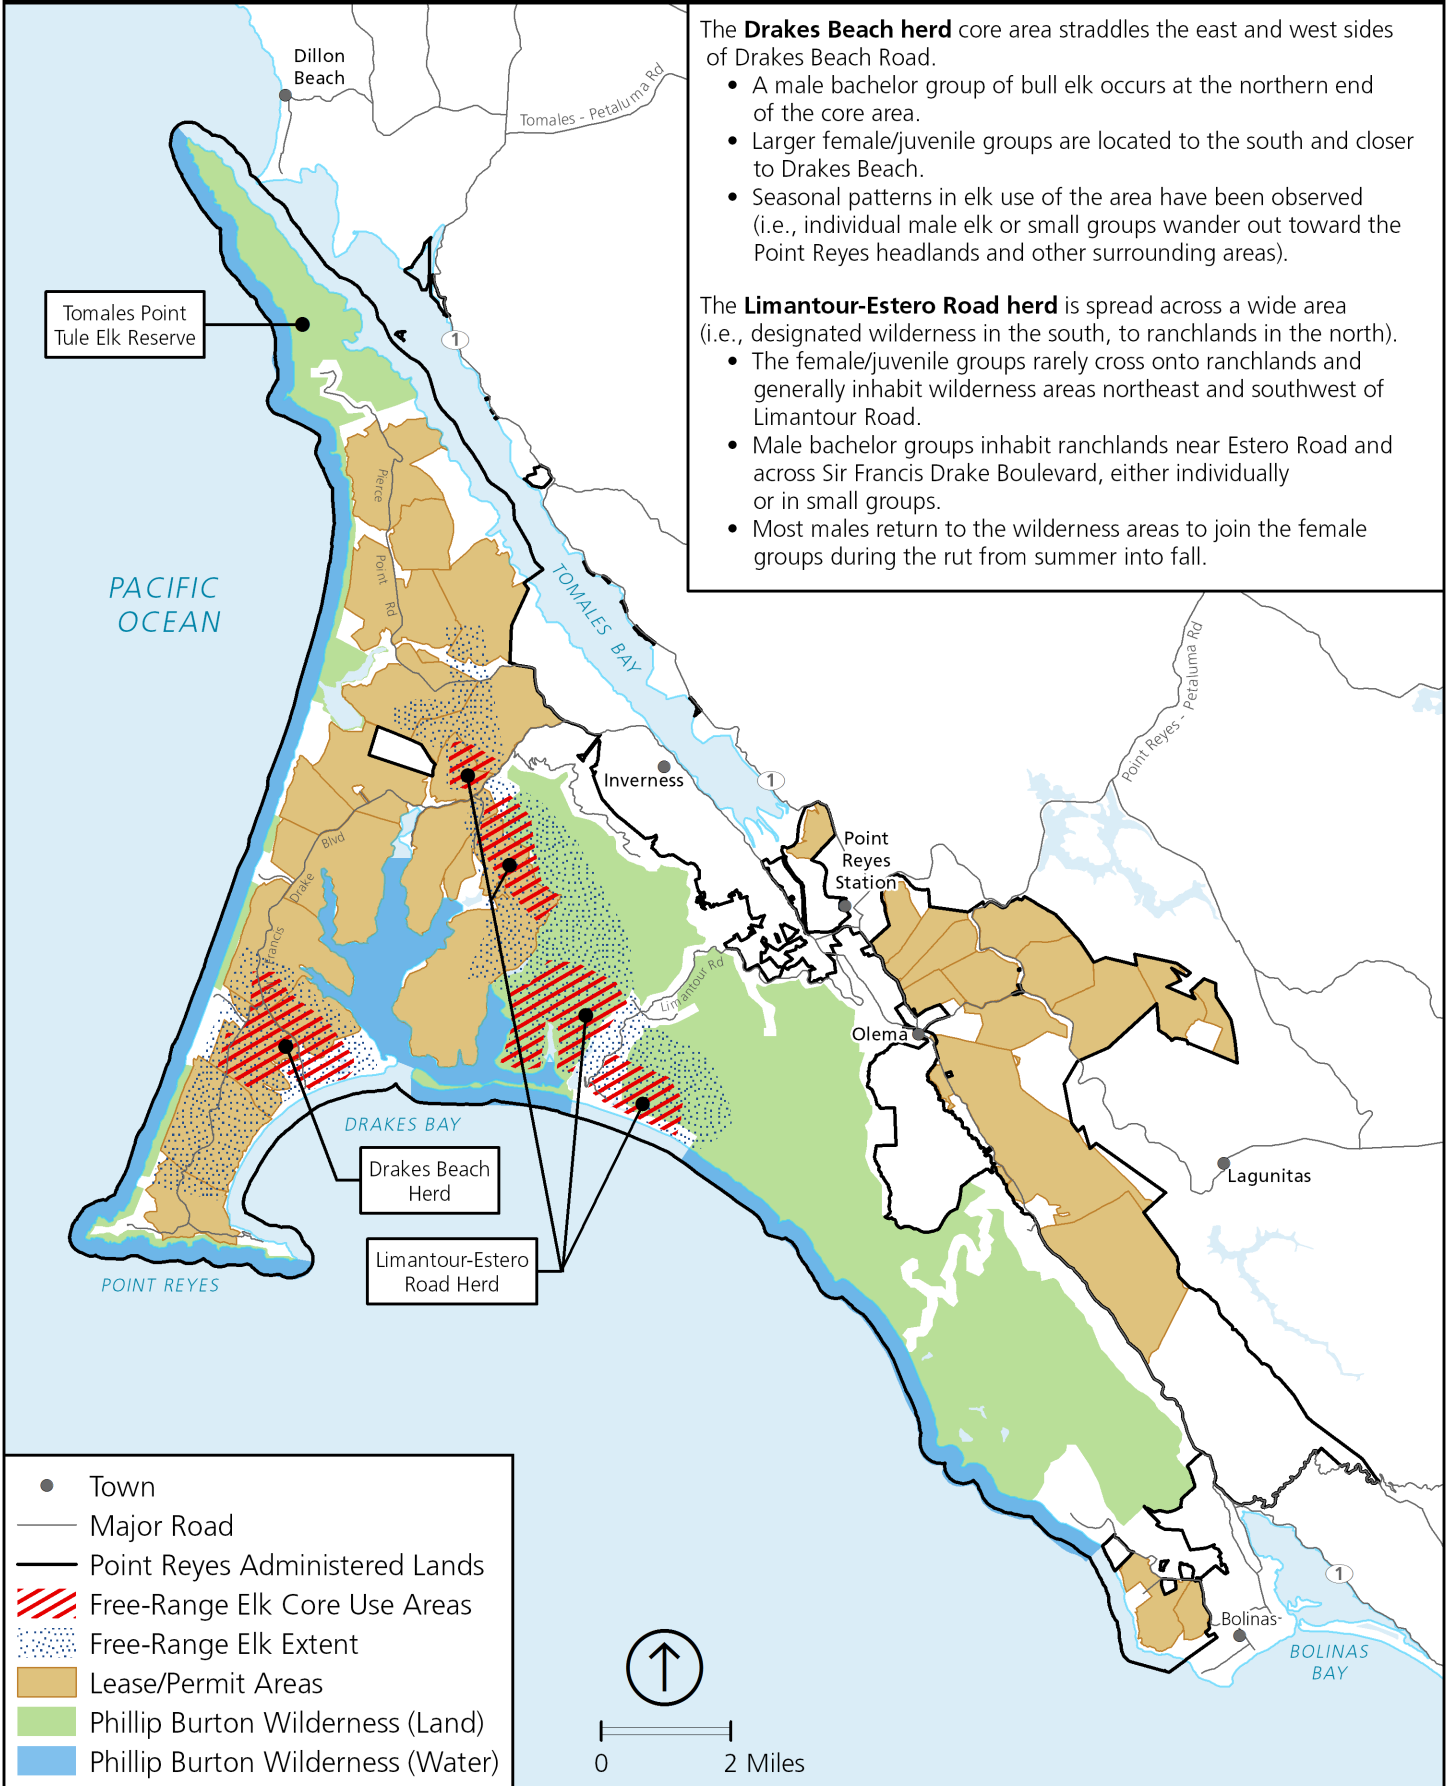 The Drakes Beach herd core area straddles the east and west sides
of Drakes Beach Road.
• A male bachelor group of bull elk occurs at the northern end
of the core area.
• Larger female/juvenile groups are located to the south and closer
to Drakes Beach.
• Seasonal patterns in elk use of the area have been observed
(i.e., individual male elk or small groups wander out toward the
Point Reyes headlands and other surrounding areas).
The Limantour-Estero Road herd is spread across a wide area
(i.e., designated wilderness in the south, to ranchlands in the north).
• The female/juvenile groups rarely cross onto ranchlands and
generally inhabit wilderness areas northeast and southwest of
Limantour Road.
• Male bachelor groups inhabit ranchlands near Estero Road and
across Sir Francis Drake Boulevard, either individually
or in small groups.
• Most males return to the wilderness areas to join the female
groups during the rut from summer into fall.
Dillon
Beach
Tomales - Petaluma Rd
Tomales Point
Tule Elk Reserve
1
Pierce
Point
Rd
PACIFIC
OCEAN
TOMALES BAY
Point Reyes - Petaluma Rd
Inverness
1
Point
Reyes
Station
Blvd
Drake
Francis
Limantour Rd
Olema
DRAKES BAY
Drakes Beach
Herd
Lagunitas
Limantour-Estero
Road Herd
POINT REYES
1
Bolinas
BOLINAS
BAY
Town
Major Road
Point Reyes Administered Lands
Free-Range Elk Core Use Areas
Free-Range Elk Extent
Lease/Permit Areas
Phillip Burton Wilderness (Land)
Phillip Burton Wilderness (Water)
0 2 Miles